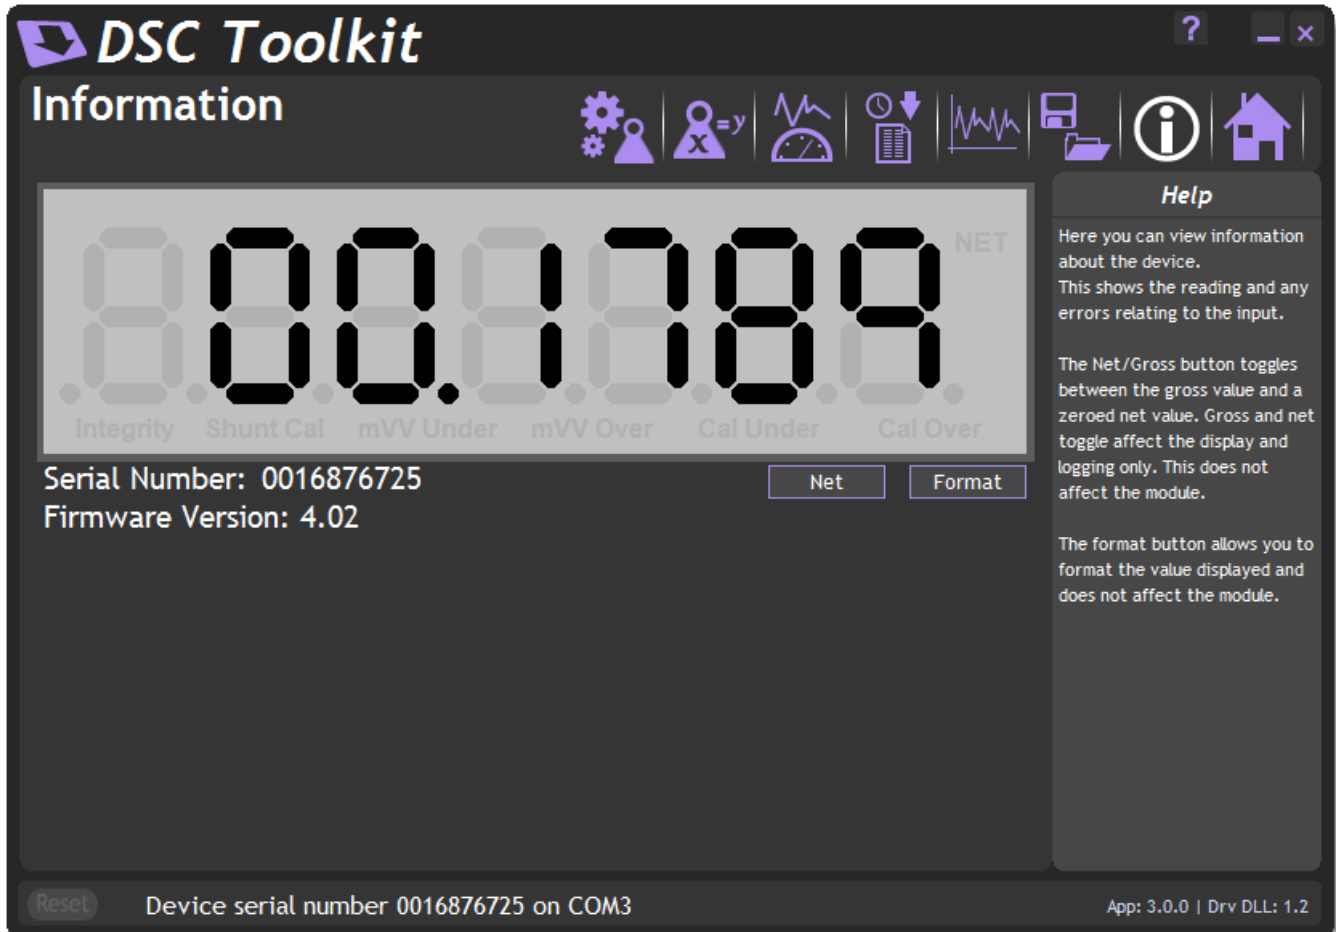 DSC Toolkit
?
Information
x=y
00.1789
NET
Integrity Shunt Cal mVV Under mVV Over Cal Under Cal Over
Serial Number: 0016876725
Net Format
Firmware Version: 4.02
Help
Here you can view information
about the device.
This shows the reading and any
errors relating to the input.
The Net/Gross button toggles
between the gross value and a
zeroed net value. Gross and net
toggle affect the display and
logging only. This does not
affect the module.
The format button allows you to
format the value displayed and
does not affect the module.
Reset
Device serial number 0016876725 on COM3
App: 3.0.0 | Drv DLL: 1.2